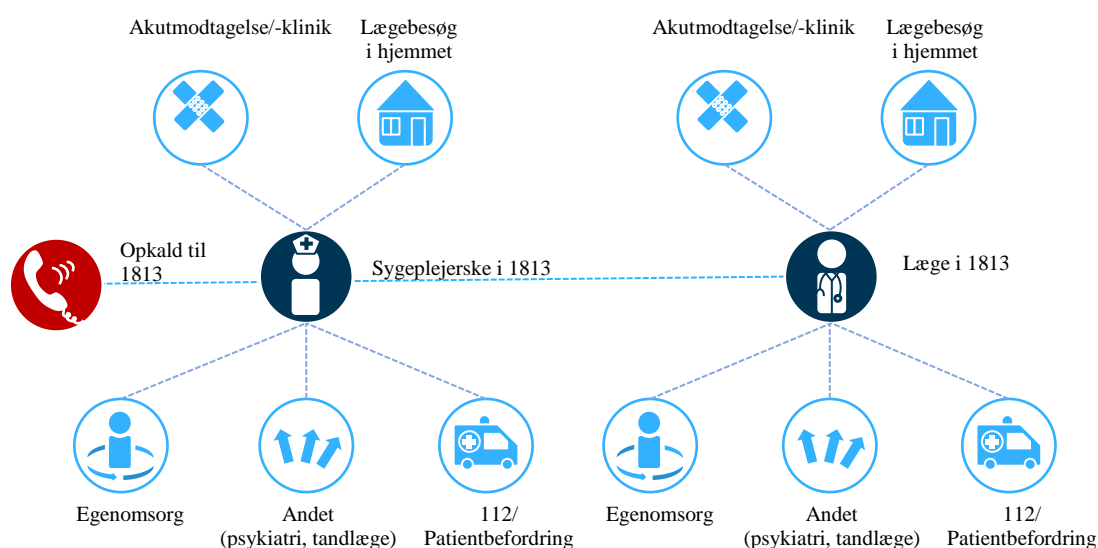 Akutmodtagelse/-klinik
Lægebesøg
i hjemmet
Akutmodtagelse/-klinik
Lægebesøg
i hjemmet
Opkald til
1813
Sygeplejerske i 1813
Læge i 1813
Egenomsorg
Andet
(psykiatri, tandlæge)
112/
Patientbefordring
Egenomsorg
Andet
(psykiatri, tandlæge)
112/
Patientbefordring